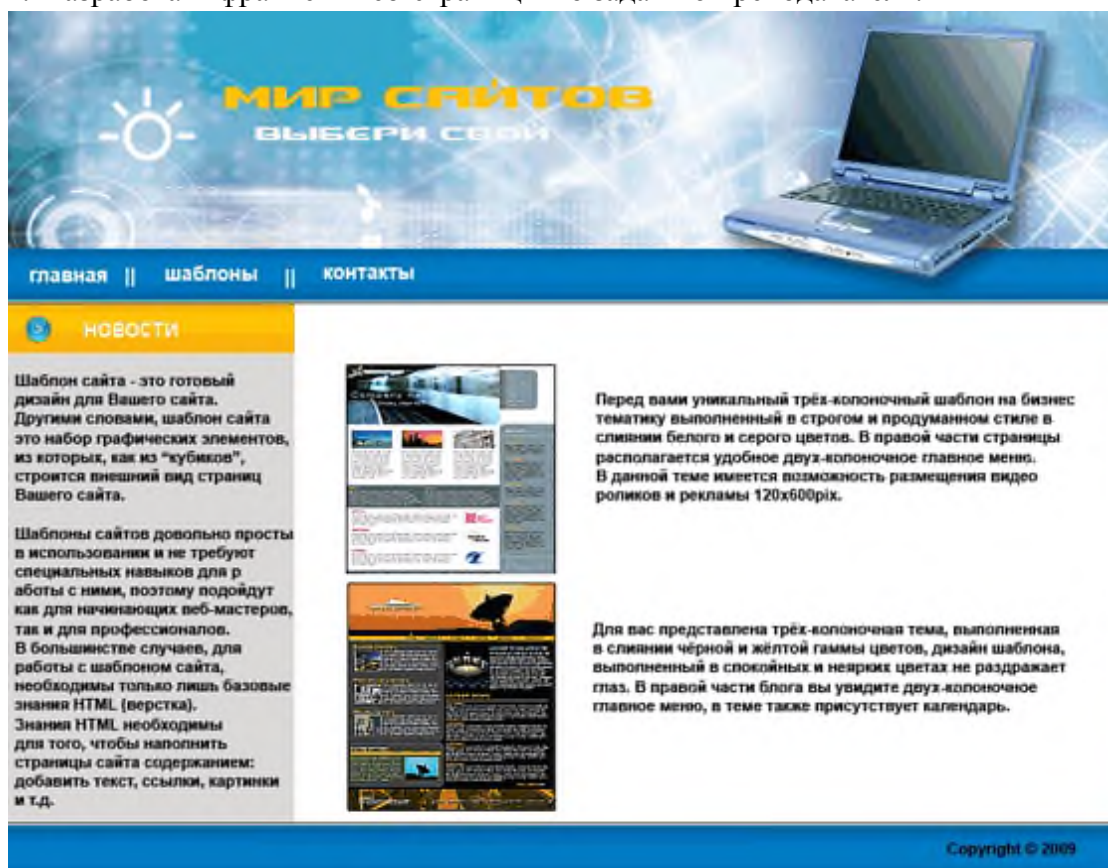 МИР САЙТОВ
ВЫБЕРИ СВОЙ
главная || шаблоны || контакты
новости
Шаблон сайта - это готовый
дизайн для Вашего сайта.
Другими словами, шаблон сайта
это набор графических элементов,
из которых, как из “кубиков”,
строится внешний вид страниц
Вашего сайта.
Шаблоны сайтов довольно просты
в использовании и не требуют
специальных навыков для р
аботы с ними, поэтому подойдут
как для начинающих веб-мастеров,
так и для профессионалов.
В большинстве случаев, для
работы с шаблоном сайта,
необходимы только лишь базовые
знания HTML (верстка).
Знания HTML необходимы
для того, чтобы наполнить
страницы сайта содержанием:
добавить текст, ссылки, картинки
и т.д.
Перед вами уникальный трёх-колоночный шаблон на бизнес
тематику выполненный в строгом и продуманном стиле в
слиянии белого и серого цветов. В правой части страницы
располагается удобное двух-колоночное главное меню.
В данной теме имеется возможность размещения видео
роликов и рекламы 120x600pix.
Для вас представлена трёх-колоночная тема, выполненная
в слиянии чёрной и жёлтой гаммы цветов, дизайн шаблона,
выполненный в спокойных и неярких цветах не раздражает
глаз. В правой части блога вы увидите двух-колоночное
главное меню, в теме также присутствует календарь.
Copyright © 2009